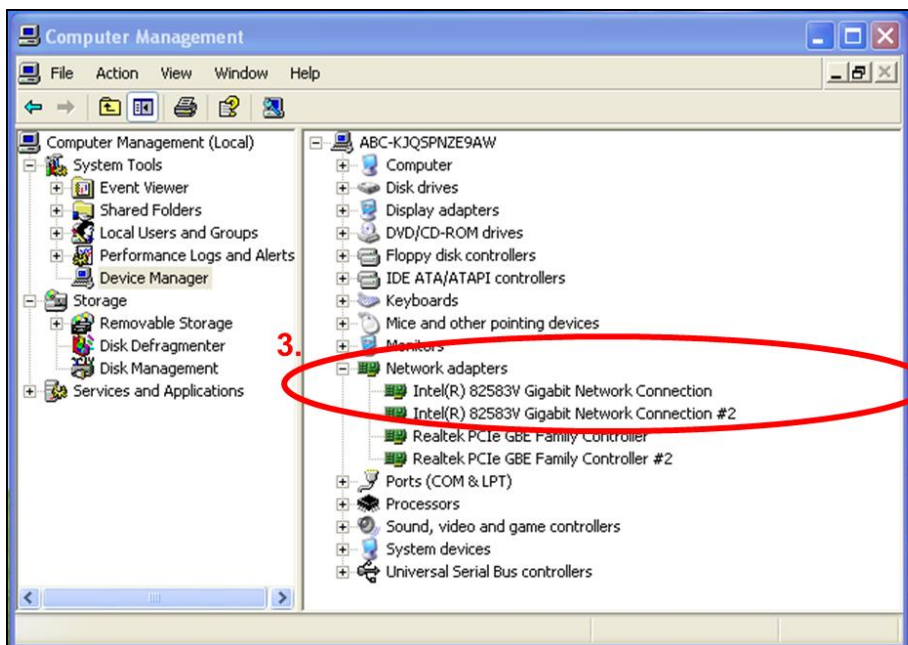 Computer Management
File Action View Window Help
Computer Management (Local)
System Tools
Event Viewer
Shared Folders
Local Users and Groups
Performance Logs and Alerts
Device Manager
Storage
Removable Storage
Disk Defragmenter
Disk Management
Services and Applications
ABC-KJQSPNZE9AW
Computer
Disk drives
Display adapters
DVD/CD-ROM drives
Floppy disk controllers
IDE ATA/ATAPI controllers
Keyboards
Mice and other pointing devices
Monitors
3.
Network adapters
Intel(R) 82583V Gigabit Network Connection
Intel(R) 82583V Gigabit Network Connection #2
Realtek PCIe GBE Family Controller
Realtek PCIe GBE Family Controller #2
Ports (COM & LPT)
Processors
Sound, video and game controllers
System devices
Universal Serial Bus controllers